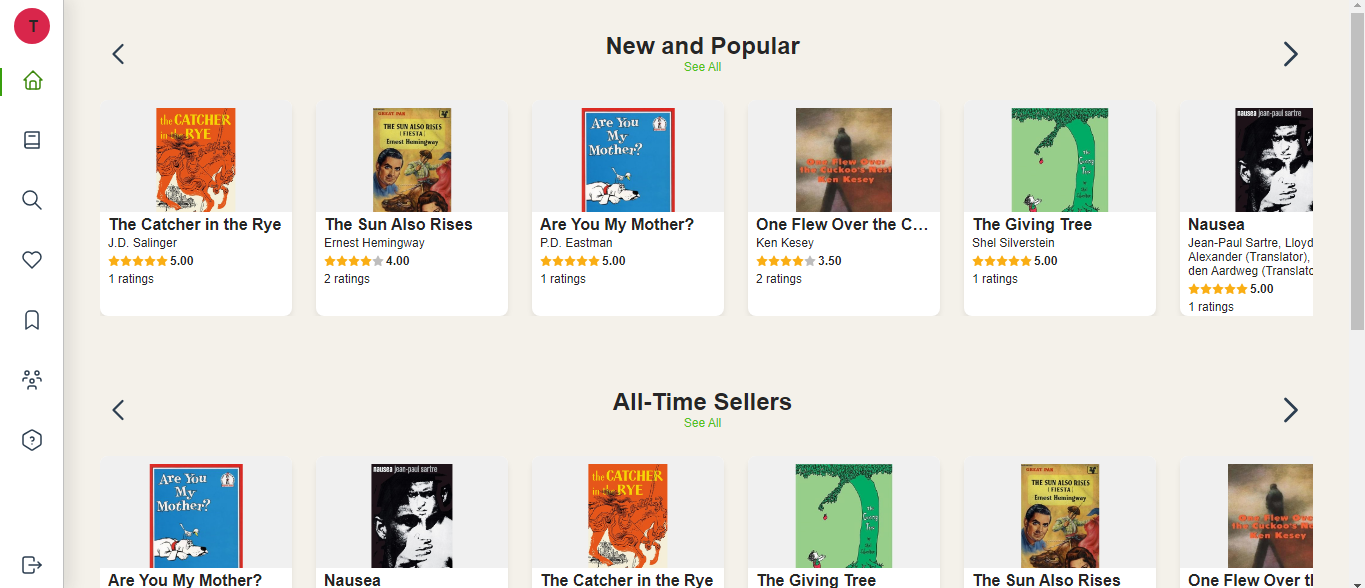 T
New and Popular
See All
the CATCHER
in the RYE
The Catcher in the Rye
J.D. Salinger
5.00
1 ratings
GREAT PAN
THE SUN ALSO RISES
(FIESTA)
Ernest Hemingway
The Sun Also Rises
Ernest Hemingway
4.00
2 ratings
Are You
My
Mother?
Are You My Mother?
P.D. Eastman
5.00
1 ratings
One Flew Over
the Cuckoo's Nest
Ken Kesey
One Flew Over the C...
Ken Kesey
3.50
2 ratings
the
Giving
Tree
The Giving Tree
Shel Silverstein
5.00
1 ratings
nausea jean-paul sartre
Nausea
Jean-Paul Sartre, Lloyd
Alexander (Translator),
den Aardweg (Translato
5.00
1 ratings
All-Time Sellers
See All
Are You
My
Mother?
Are You My Mother?
nausea jean-paul sartre
Nausea
the CATCHER
in the RYE
The Catcher in the Rye
the
Giving
Tree
The Giving Tree
GREAT PAN
THE SUN ALSO RISES
(FIESTA)
Ernest Hemingway
The Sun Also Rises
One Flew Ove
the Cuckoo's N
Ken Kesey
One Flew Over t